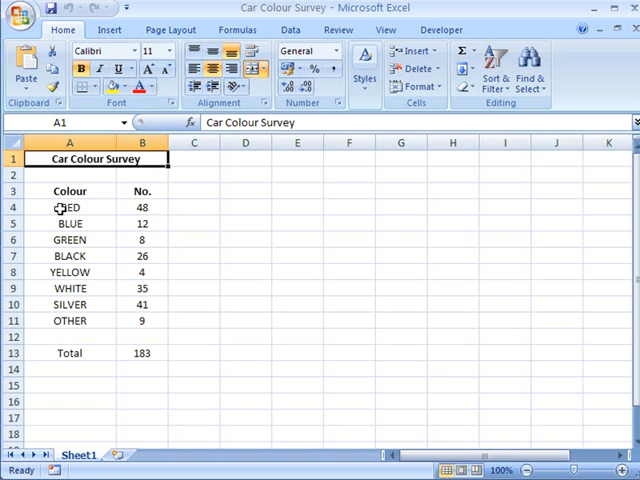 Car Colour Survey - Microsoft Excel
Home Insert Page Layout Formulas Data Review View Developer
Calibri 11 General
Paste B I U A A Styles Insert Delete Format Sort & Filter Find & Select
Clipboard Font Alignment Number Cells Editing
A1 fx Car Colour Survey
A B C D E F G H I J K
1 Car Colour Survey
2
3 Colour No.
4 RED 48
5 BLUE 12
6 GREEN 8
7 BLACK 26
8 YELLOW 4
9 WHITE 35
10 SILVER 41
11 OTHER 9
12
13 Total 183
14
15
16
17
18
Sheet1
Ready 100%